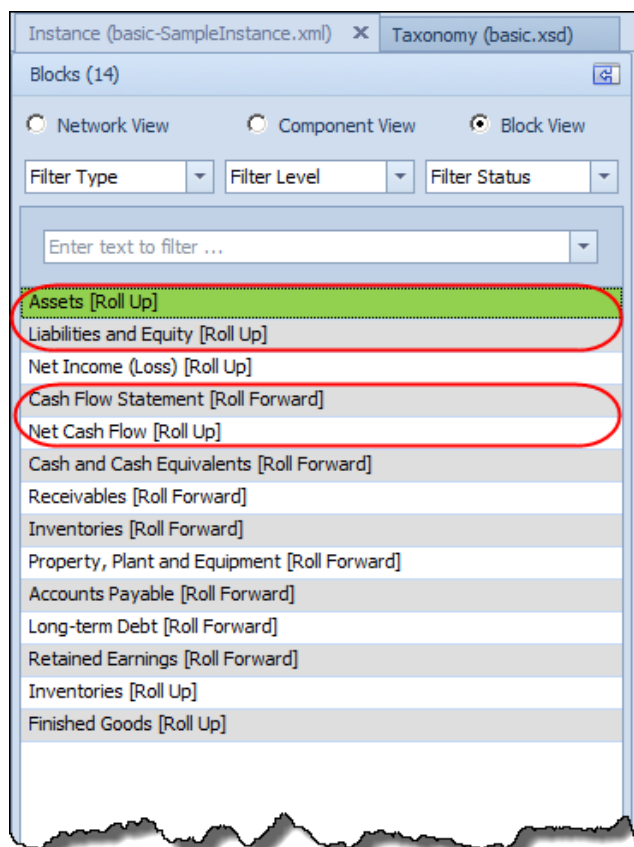 Instance (basic-SampleInstance.xml) X Taxonomy (basic.xsd)
Blocks (14)
Network View Component View Block View
Filter Type Filter Level Filter Status
Enter text to filter ...
Assets [Roll Up]
Liabilities and Equity [Roll Up]
Net Income (Loss) [Roll Up]
Cash Flow Statement [Roll Forward]
Net Cash Flow [Roll Up]
Cash and Cash Equivalents [Roll Forward]
Receivables [Roll Forward]
Inventories [Roll Forward]
Property, Plant and Equipment [Roll Forward]
Accounts Payable [Roll Forward]
Long-term Debt [Roll Forward]
Retained Earnings [Roll Forward]
Inventories [Roll Up]
Finished Goods [Roll Up]